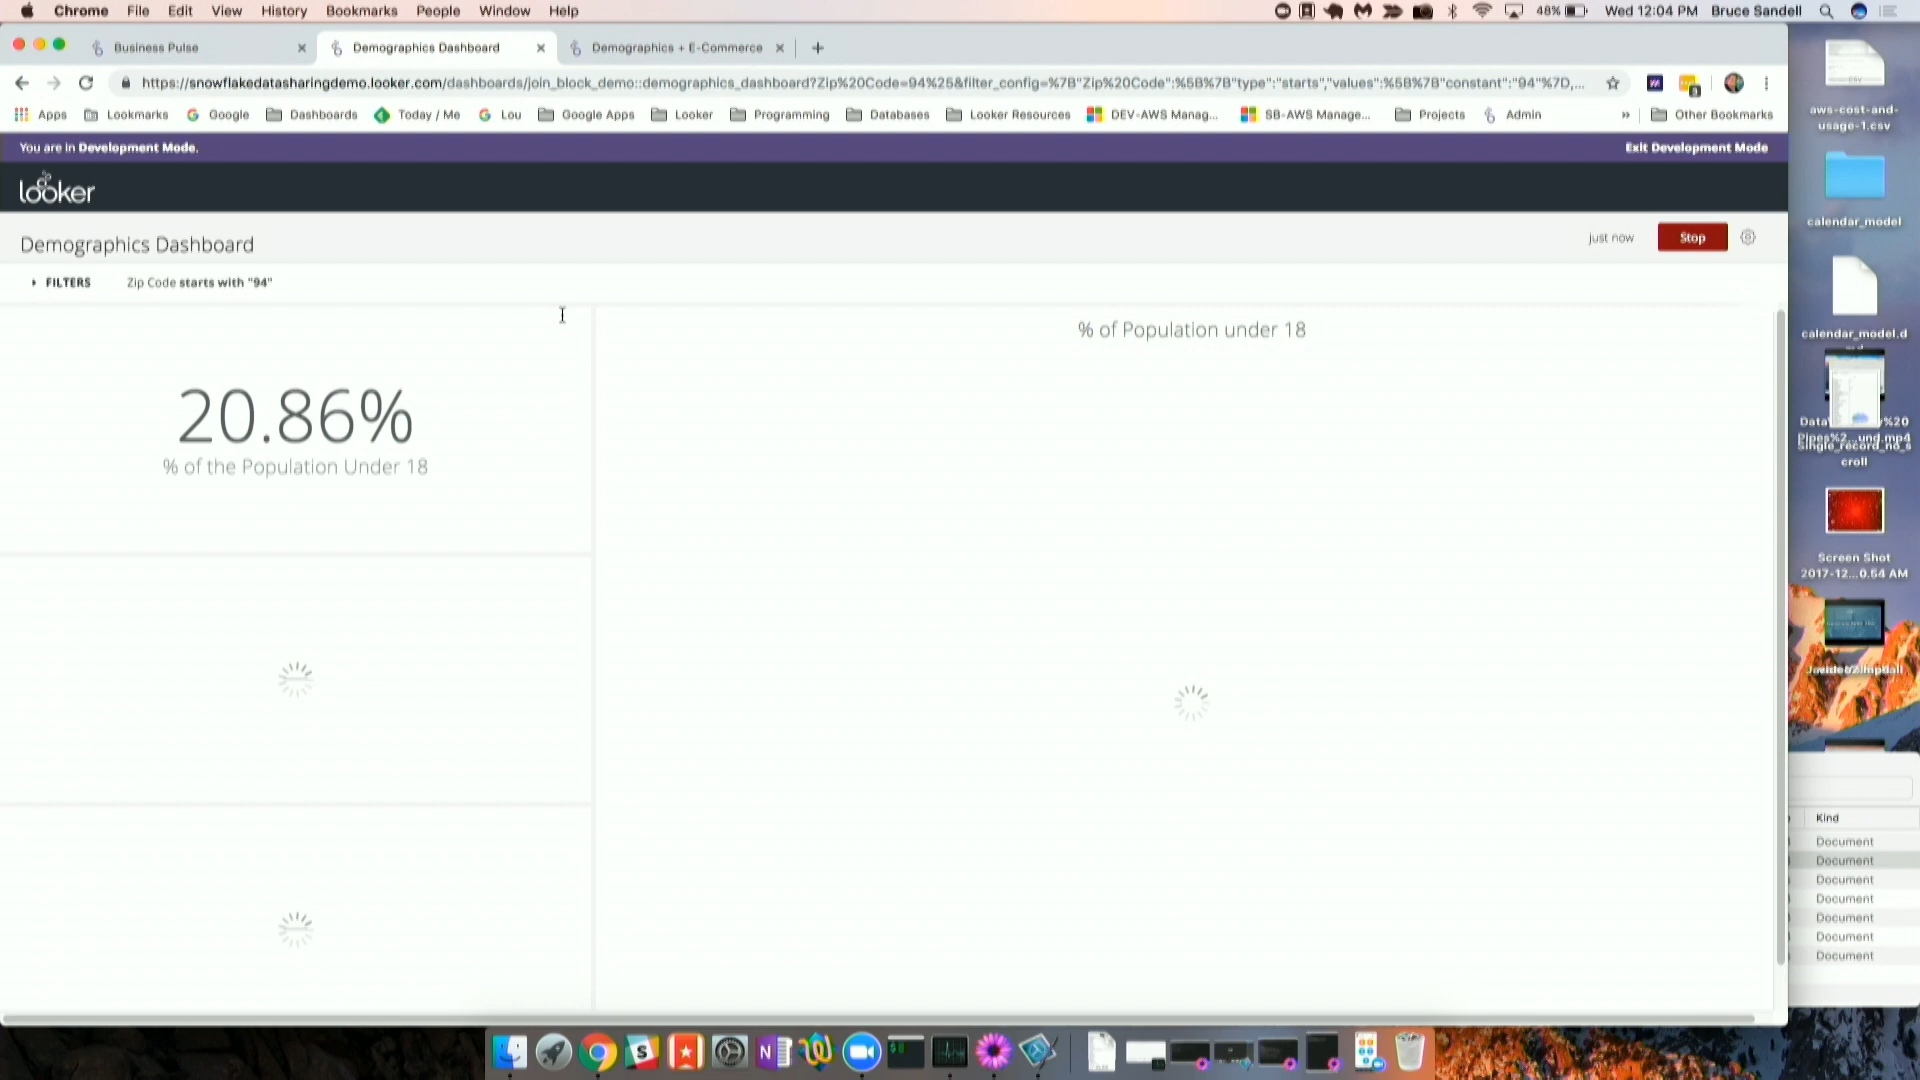 Chrome File Edit View History Bookmarks People Window Help 48% Wed 12:04 PM Bruce Sandell
Business Pulse Demographics Dashboard Demographics + E-Commerce
https://snowflakedatasharingdemo.looker.com/dashboards/join_block_demo::demographics_dashboard?Zip%20Code=94%25&filter_config=%7B"Zip%20Code":%5B%7B"type":"starts","values":%5B%7B"constant":"94"%7D,...
Apps Lookmarks Google Dashboards Today / Me Lou Google Apps Looker Programming Databases Looker Resources DEV-AWS Manag... SB-AWS Manage... Projects Admin » Other Bookmarks
You are in Development Mode. Exit Development Mode
looker
Demographics Dashboard just now Stop
FILTERS Zip Code starts with "94"
20.86%
% of the Population Under 18
% of Population under 18
aws-cost-and-
usage-1.csv
calendar_model
calendar_model.d
Single_record_no_s
croll
Screen Shot
2017-12...0.54 AM
Kind
Document
Document
Document
Document
Document
Document
Document